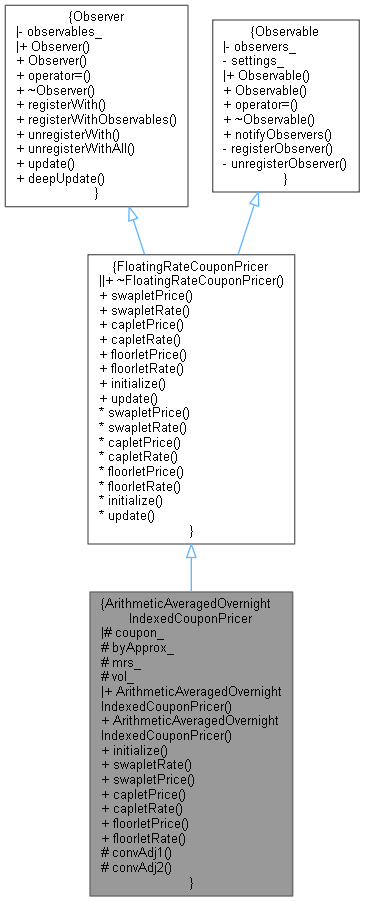 {Observer
|- observables_
|+ Observer()
+ Observer()
+ operator=()
+ ~Observer()
+ registerWith()
+ registerWithObservables()
+ unregisterWith()
+ unregisterWithAll()
+ update()
+ deepUpdate()
}
{Observable
|- observers_
- settings_
|+ Observable()
+ Observable()
+ operator=()
+ ~Observable()
+ notifyObservers()
- registerObserver()
- unregisterObserver()
}
{FloatingRateCouponPricer
||+ ~FloatingRateCouponPricer()
+ swapletPrice()
+ swapletRate()
+ capletPrice()
+ capletRate()
+ floorletPrice()
+ floorletRate()
+ initialize()
+ update()
* swapletPrice()
* swapletRate()
* capletPrice()
* capletRate()
* floorletPrice()
* floorletRate()
* initialize()
* update()
}
{ArithmeticAveragedOvernight
IndexedCouponPricer
|# coupon_
# byApprox_
# mrs_
# vol_
|+ ArithmeticAveragedOvernight
IndexedCouponPricer()
+ ArithmeticAveragedOvernight
IndexedCouponPricer()
+ initialize()
+ swapletRate()
+ swapletPrice()
+ capletPrice()
+ capletRate()
+ floorletPrice()
+ floorletRate()
# convAdj1()
# convAdj2()
}